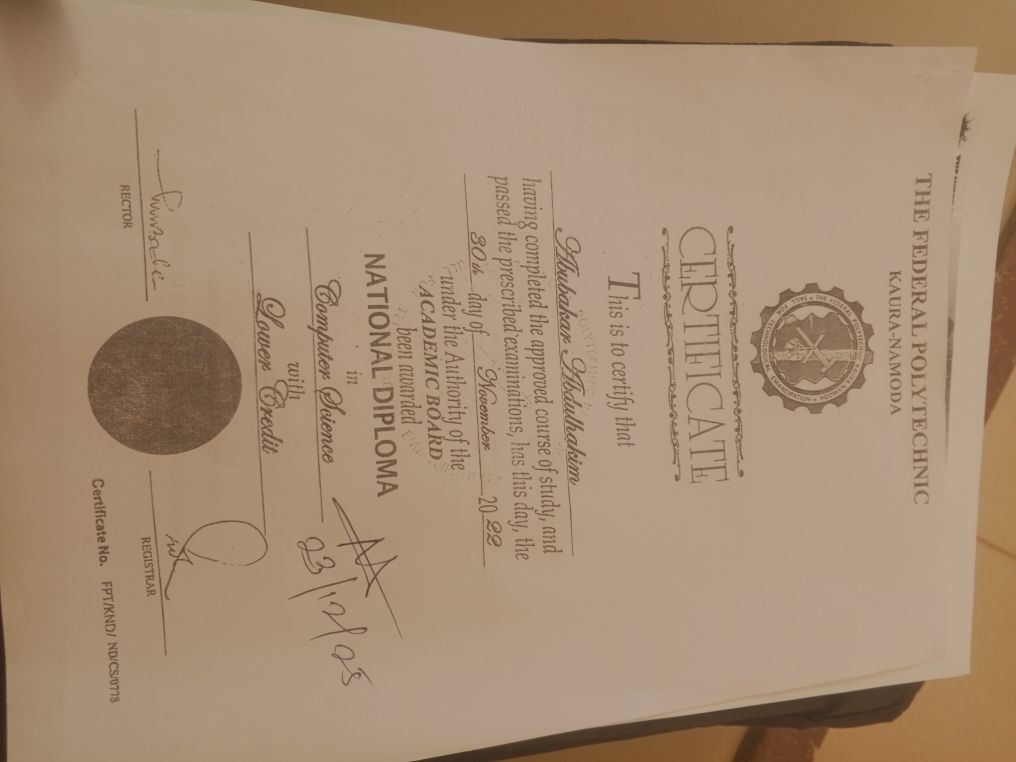 THE FEDERAL POLYTECHNIC
KAURA-NAMODA
CERTIFICATE
This is to certify that
Abubakar Abdulhakim
having completed the approved course of study, and
passed the prescribed examinations, has this day, the
30th day of November 2022
under the Authority of the
ACADEMIC BOARD
been awarded
NATIONAL DIPLOMA
in
Computer Science
with
Lower Credit
23/12/25
RECTOR
REGISTRAR
Certificate No. FPT/KND/ ND/CS/0778